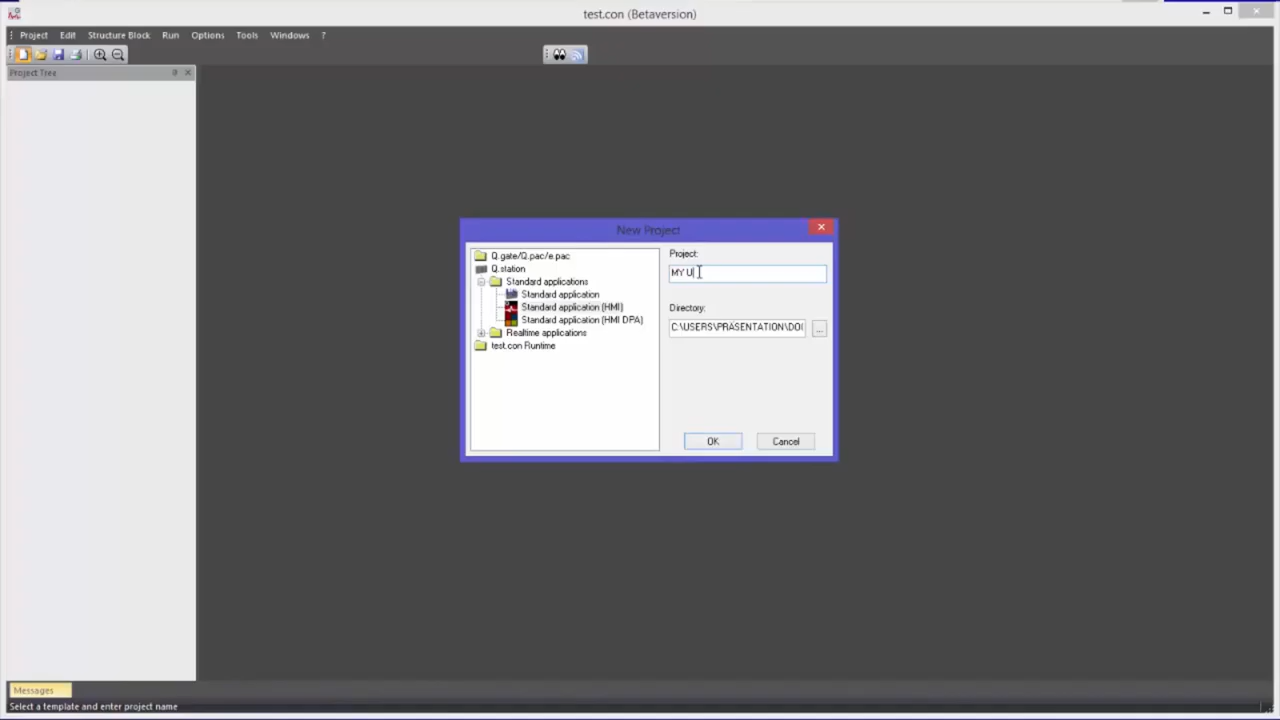 test.con (Betaversion)
Project Edit Structure Block Run Options Tools Windows ?
Project Tree
New Project
Q.gate/Q.pac/e.pac
Q.station
Standard applications
Standard application
Standard application (HMI)
Standard application (HMI DPA)
Realtime applications
test.con Runtime
Project:
MY U
Directory:
C:\USERS\PRÄSENTATION\DO
...
OK Cancel
Messages
Select a template and enter project name